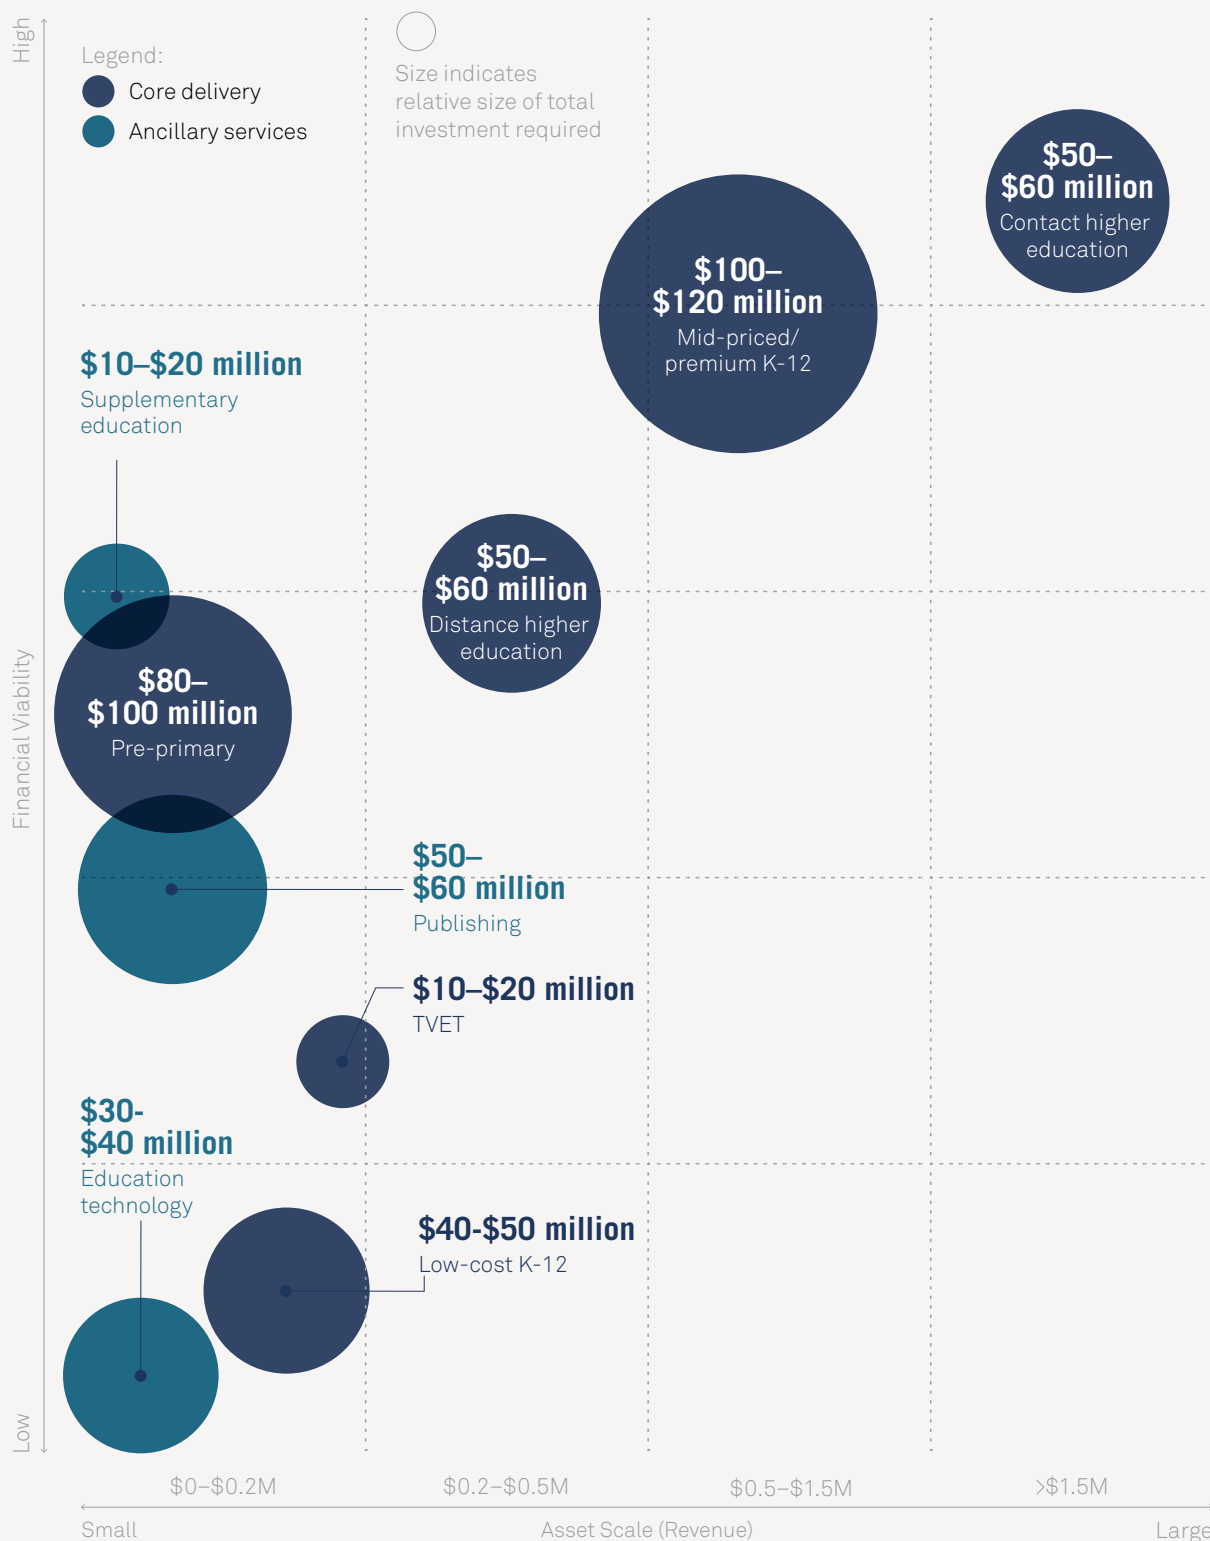 High
Legend:
Core delivery
Ancillary services
Size indicates
relative size of total
investment required
$50–
$60 million
Contact higher
education
$100–
$120 million
Mid-priced/
premium K-12
$10–$20 million
Supplementary
education
$50–
$60 million
Distance higher
education
$80–
$100 million
Pre-primary
Financial Viability
$50–
$60 million
Publishing
$10–$20 million
TVET
$30-
$40 million
Education
technology
$40-$50 million
Low-cost K-12
Low
$0–$0.2M
$0.2–$0.5M
$0.5–$1.5M
>$1.5M
Small
Asset Scale (Revenue)
Large